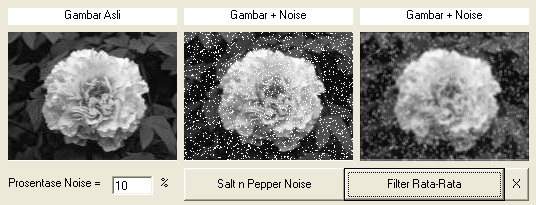 Gambar Asli
Gambar + Noise
Gambar + Noise
Prosentase Noise = 10 %
Salt n Pepper Noise
Filter Rata-Rata
X